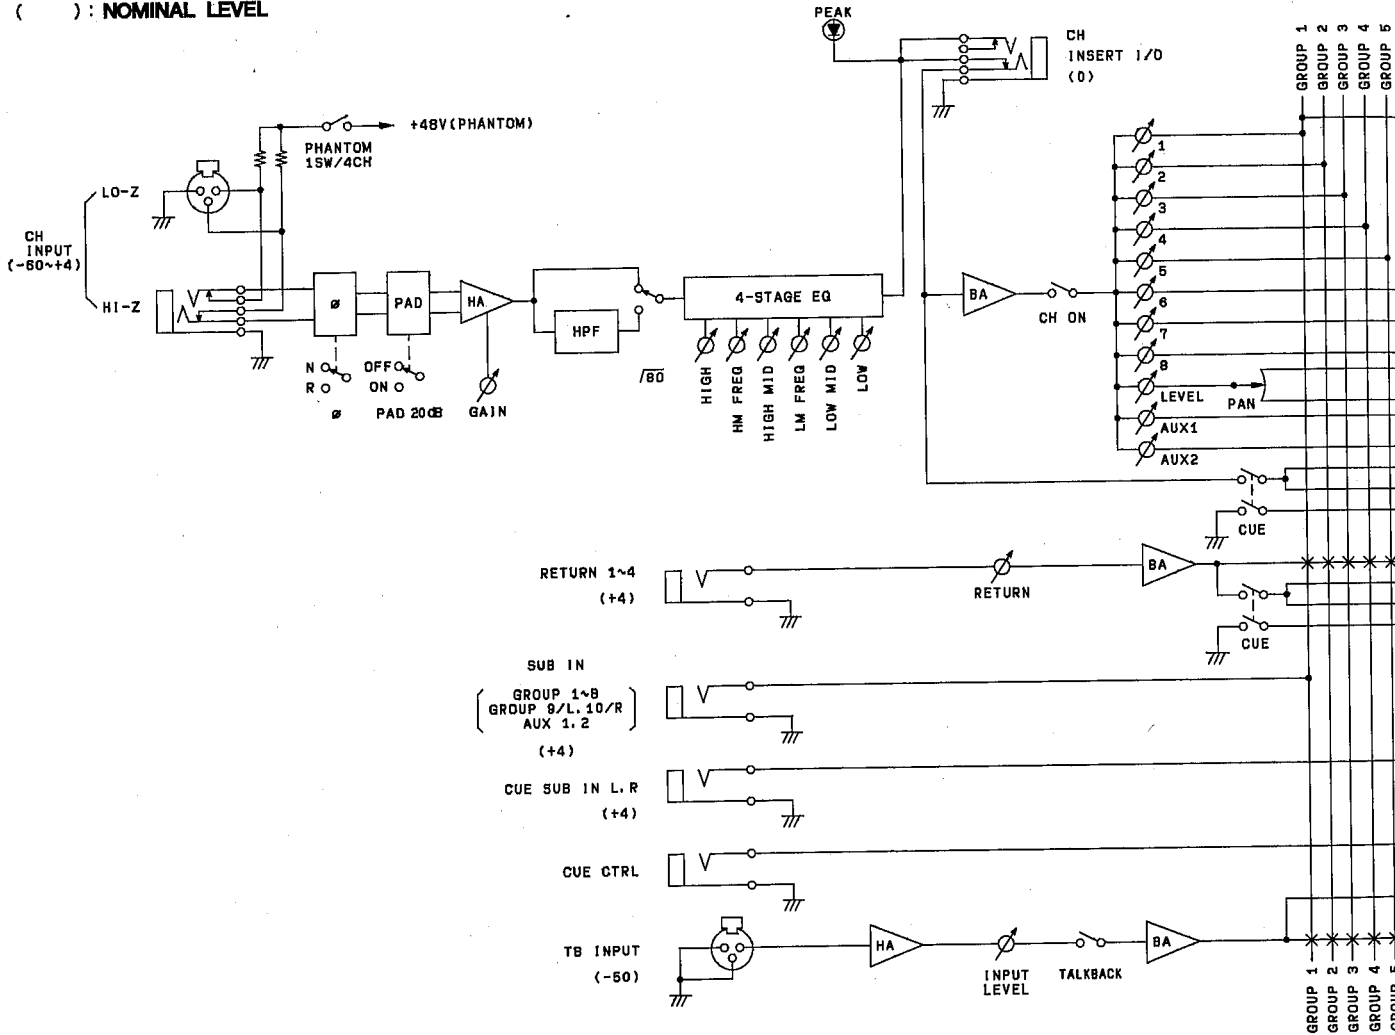 ( ) : NOMINAL LEVEL
PEAK
CH
INSERT I/O
(0)
GROUP 1
GROUP 2
GROUP 3
GROUP 4
GROUP 5
+48V(PHANTOM)
PHANTOM
1SW/4CH
LO-Z
CH
INPUT
(-60~+4)
HI-Z
Ø
PAD
HA
HPF
4-STAGE EQ
BA
CH ON
1
2
3
4
5
6
7
8
LEVEL
PAN
AUX1
AUX2
N
R
Ø
OFF
ON
PAD 20dB
GAIN
/80
HIGH
HM FREQ
HIGH MID
LM FREQ
LOW MID
LOW
CUE
RETURN 1~4
(+4)
RETURN
BA
CUE
SUB IN
GROUP 1~8
GROUP 9/L, 10/R
AUX 1, 2
(+4)
CUE SUB IN L, R
(+4)
CUE CTRL
TB INPUT
(-50)
HA
INPUT
LEVEL
TALKBACK
BA
GROUP 1
GROUP 2
GROUP 3
GROUP 4
GROUP 5